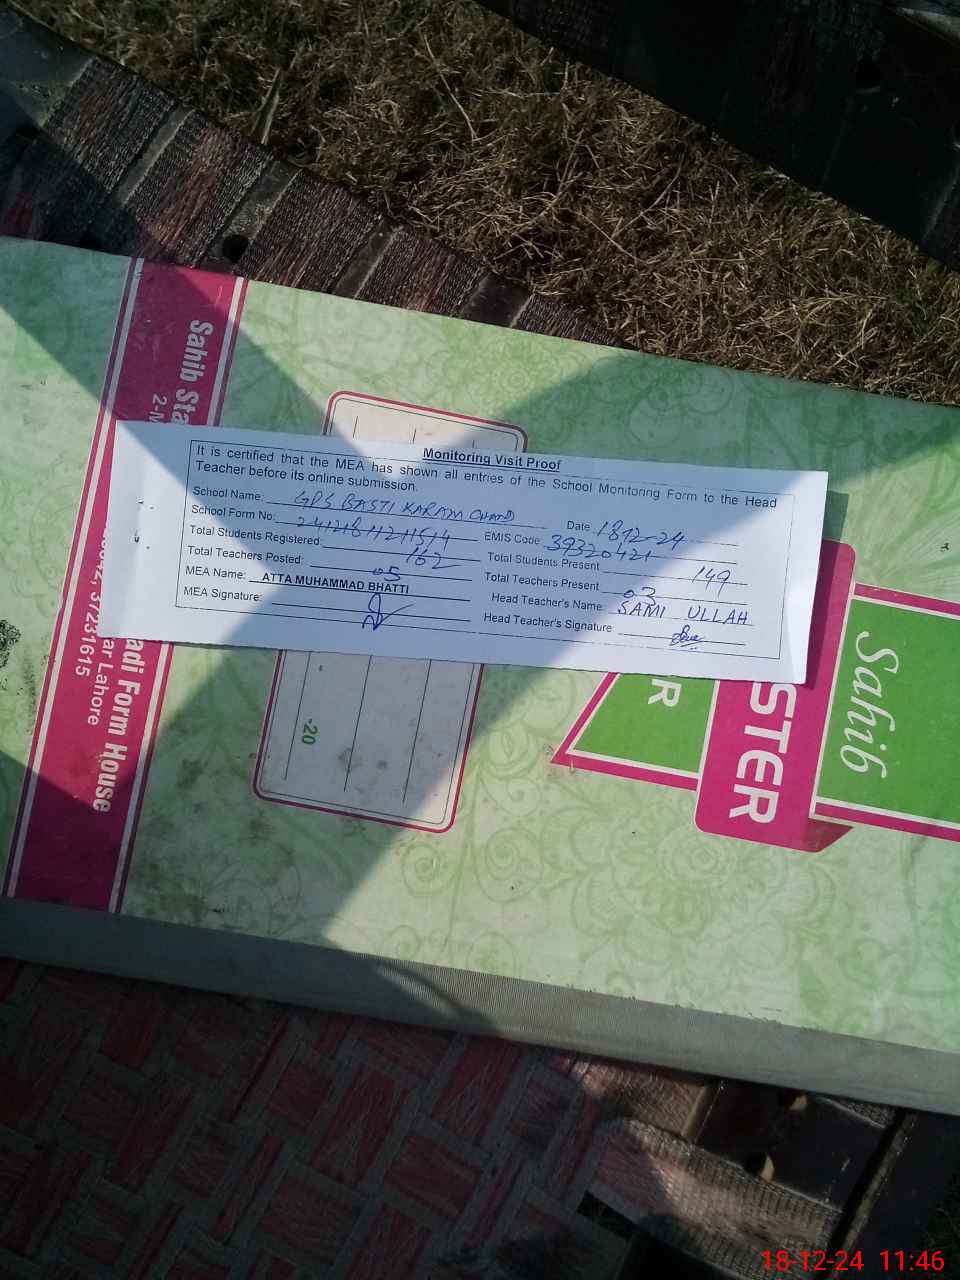 Sahib Sta
2-M
adi Form House
ar Lahore
37231615
Monitoring Visit Proof
It is certified that the MEA has shown all entries of the School Monitoring Form to the Head
Teacher before its online submission.
School Name: GPS BASTI KARAM CHAND Date 18-12-24
School Form No: EMIS Code: 39320421
Total Students Registered: 162 Total Students Present 149
Total Teachers Posted: 05 Total Teachers Present 03
MEA Name: ATTA MUHAMMAD BHATTI Head Teacher's Name SAMI ULLAH
MEA Signature: Head Teacher's Signature
-20
R
STER
Sahib
18-12-24 11:46